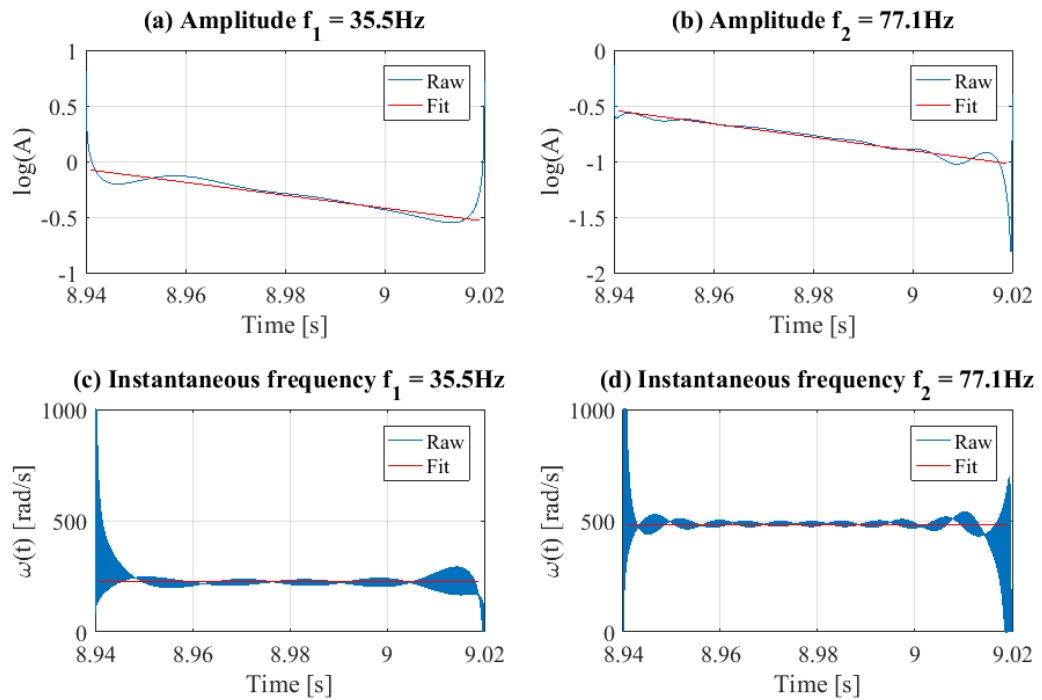 (a) Amplitude f1 = 35.5Hz
1
0.5
0
-0.5
-1
log(A)
Raw
Fit
8.94 8.96 8.98 9 9.02
Time [s]
(b) Amplitude f2 = 77.1Hz
0
-0.5
-1
-1.5
-2
log(A)
Raw
Fit
8.94 8.96 8.98 9 9.02
Time [s]
(c) Instantaneous frequency f1 = 35.5Hz
1000
500
0
ω(t) [rad/s]
Raw
Fit
8.94 8.96 8.98 9 9.02
Time [s]
(d) Instantaneous frequency f2 = 77.1Hz
1000
500
0
ω(t) [rad/s]
Raw
Fit
8.94 8.96 8.98 9 9.02
Time [s]